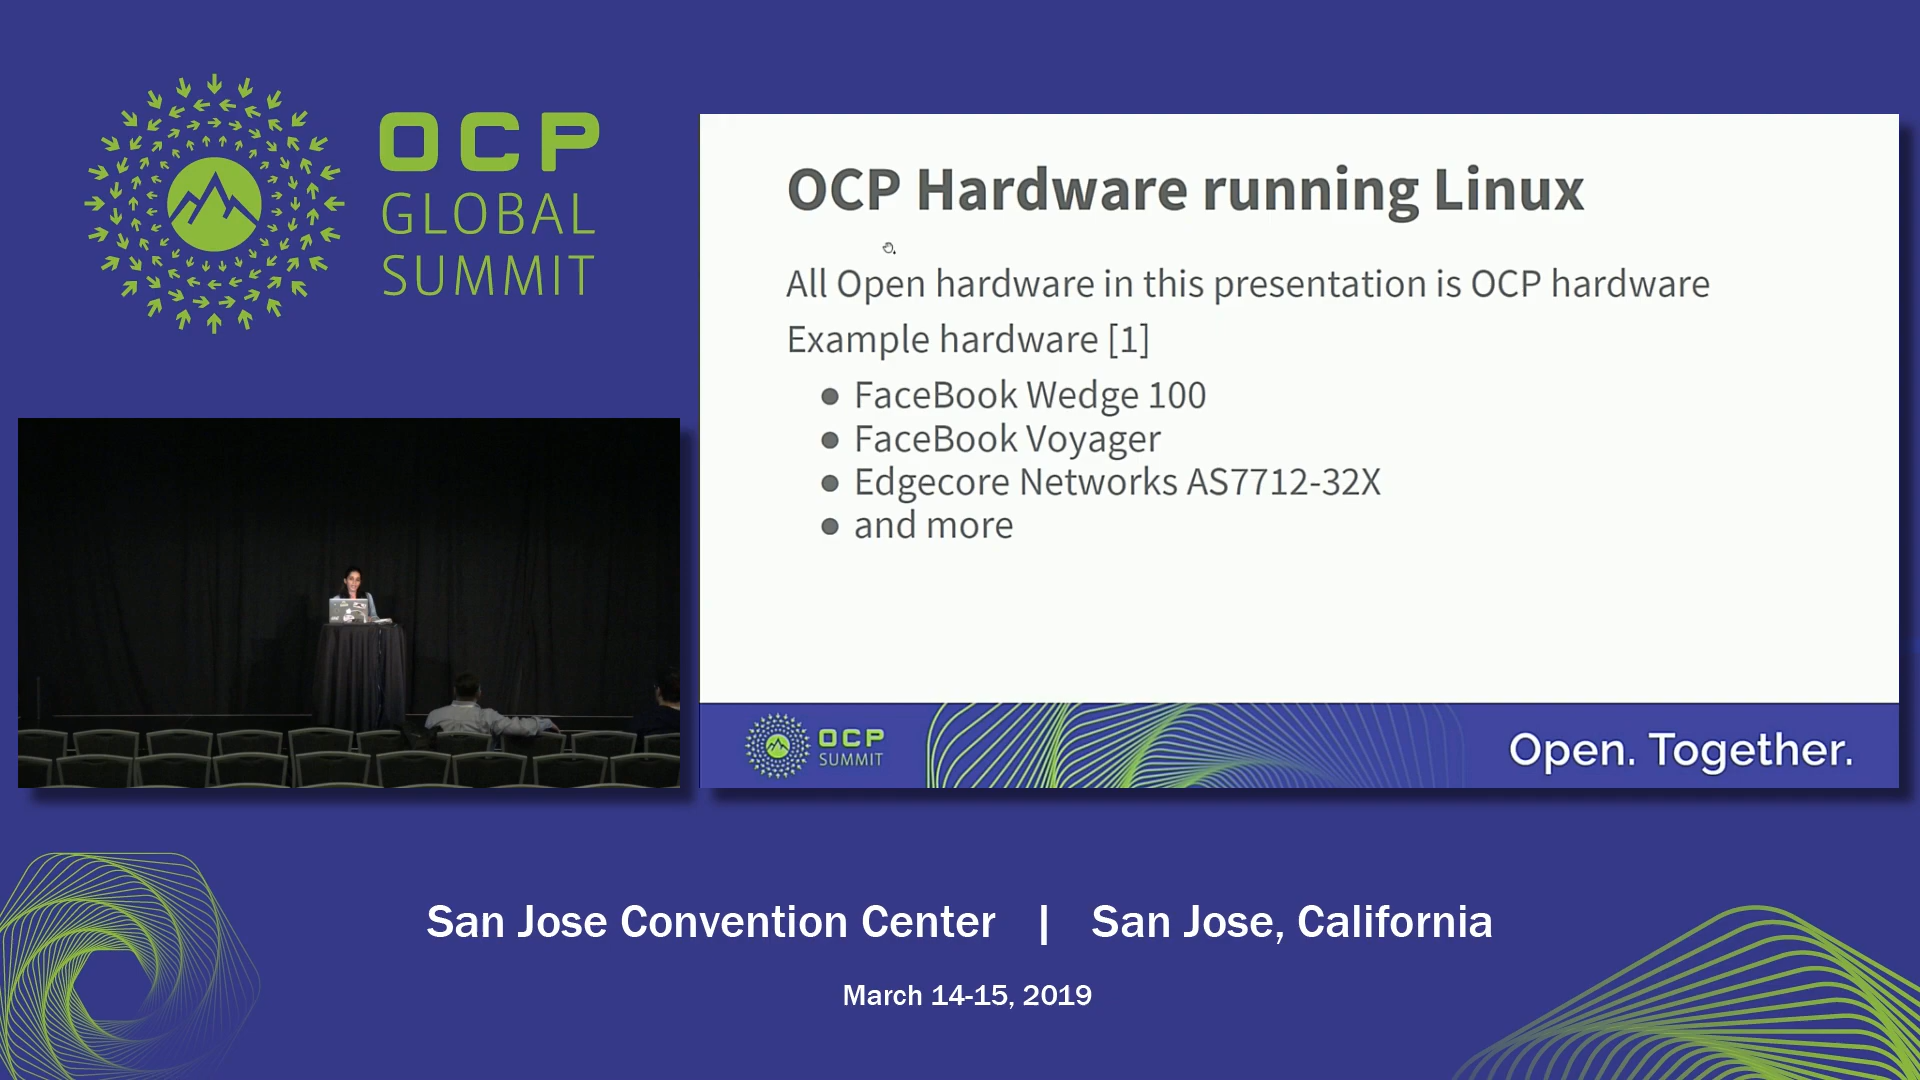 OCP
GLOBAL
SUMMIT
OCP Hardware running Linux
All Open hardware in this presentation is OCP hardware
Example hardware [1]
● FaceBook Wedge 100
● FaceBook Voyager
● Edgecore Networks AS7712-32X
● and more
OCP
SUMMIT
Open. Together.
San Jose Convention Center | San Jose, California
March 14-15, 2019